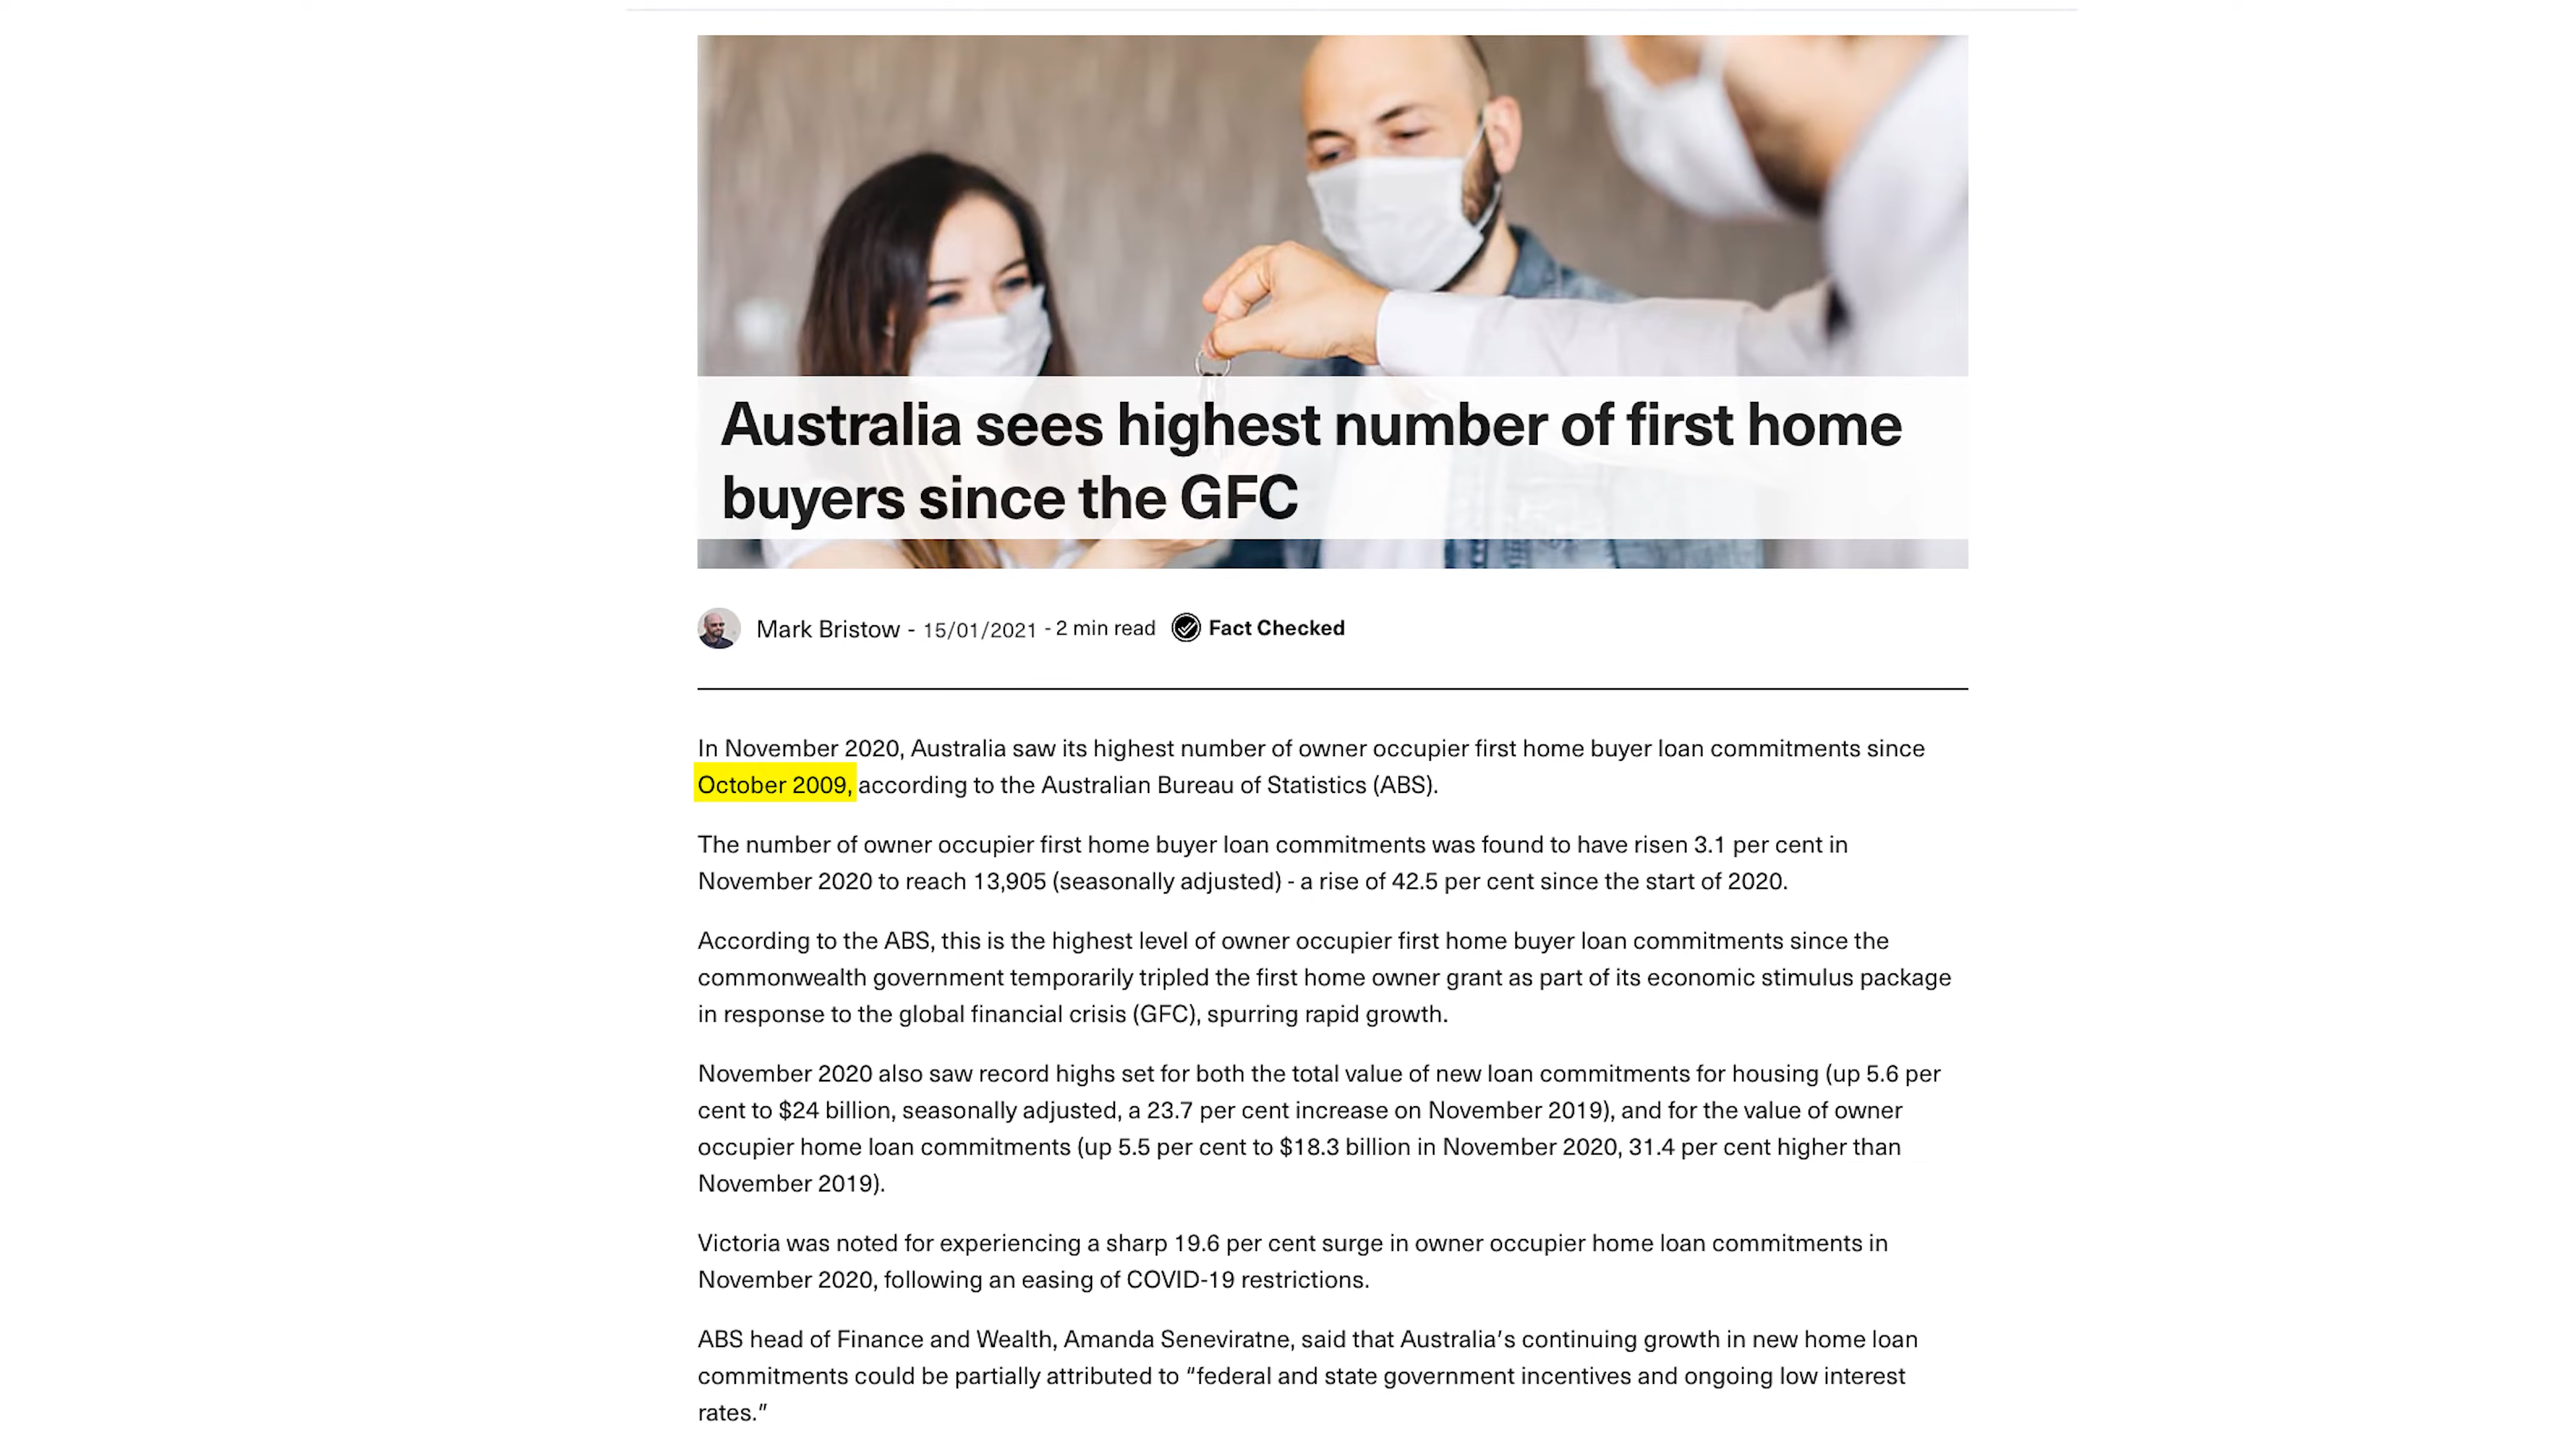 Australia sees highest number of first home
buyers since the GFC
Mark Bristow - 15/01/2021 - 2 min read Fact Checked
In November 2020, Australia saw its highest number of owner occupier first home buyer loan commitments since
October 2009, according to the Australian Bureau of Statistics (ABS).
The number of owner occupier first home buyer loan commitments was found to have risen 3.1 per cent in
November 2020 to reach 13,905 (seasonally adjusted) - a rise of 42.5 per cent since the start of 2020.
According to the ABS, this is the highest level of owner occupier first home buyer loan commitments since the
commonwealth government temporarily tripled the first home owner grant as part of its economic stimulus package
in response to the global financial crisis (GFC), spurring rapid growth.
November 2020 also saw record highs set for both the total value of new loan commitments for housing (up 5.6 per
cent to $24 billion, seasonally adjusted, a 23.7 per cent increase on November 2019), and for the value of owner
occupier home loan commitments (up 5.5 per cent to $18.3 billion in November 2020, 31.4 per cent higher than
November 2019).
Victoria was noted for experiencing a sharp 19.6 per cent surge in owner occupier home loan commitments in
November 2020, following an easing of COVID-19 restrictions.
ABS head of Finance and Wealth, Amanda Seneviratne, said that Australia’s continuing growth in new home loan
commitments could be partially attributed to “federal and state government incentives and ongoing low interest
rates.”